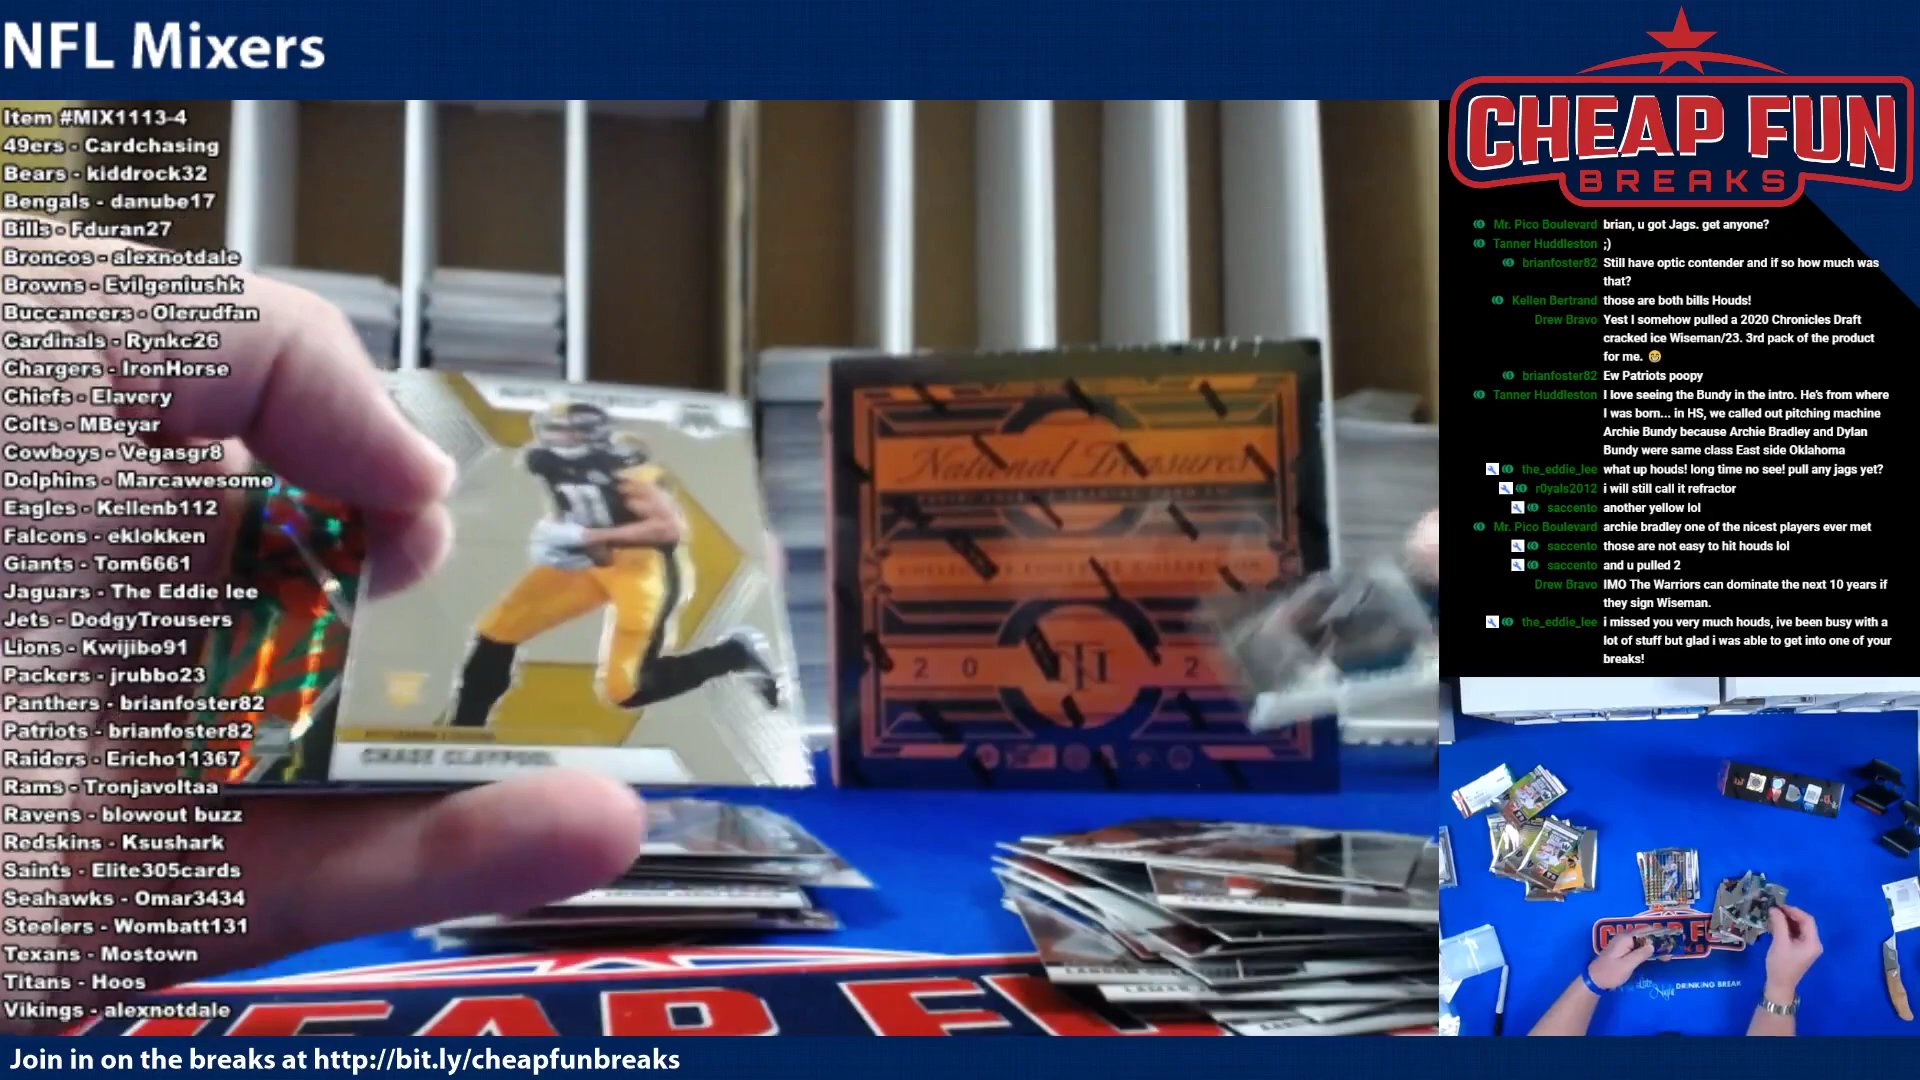 NFL Mixers
Item #MIX1113-4
49ers - Cardchasing
Bears - kiddrock32
Bengals - danube17
Bills - Fduran27
Broncos - alexnotdale
Browns - Evilgeniushk
Buccaneers - Olerudfan
Cardinals - Rynkc26
Chargers - IronHorse
Chiefs - Elavery
Colts - MBeyar
Cowboys - Vegasgr8
Dolphins - Marcawesome
Eagles - Kellenb112
Falcons - eklokken
Giants - Tom6661
Jaguars - The Eddie lee
Jets - DodgyTrousers
Lions - Kwijibo91
Packers - jrubbo23
Panthers - brianfoster82
Patriots - brianfoster82
Raiders - Ericho11367
Rams - Tronjavoltaa
Ravens - blowout buzz
Redskins - Ksushark
Saints - Elite305cards
Seahawks - Omar3434
Steelers - Wombatt131
Texans - Mostown
Titans - Hoos
Vikings - alexnotdale
CHASE CLAYPOOL
National Treasures
2 0 2
CHEAP FU
CHEAP FUN
BREAKS
Mr. Pico Boulevard brian, u got Jags. get anyone?
Tanner Huddleston ;)
brianfoster82 Still have optic contender and if so how much was
that?
Kellen Bertrand those are both bills Houds!
Drew Bravo Yest I somehow pulled a 2020 Chronicles Draft
cracked ice Wiseman/23. 3rd pack of the product
for me. 😁
brianfoster82 Ew Patriots poopy
Tanner Huddleston I love seeing the Bundy in the intro. He's from where
I was born... in HS, we called out pitching machine
Archie Bundy because Archie Bradley and Dylan
Bundy were same class East side Oklahoma
the_eddie_lee what up houds! long time no see! pull any jags yet?
r0yals2012 i will still call it refractor
saccento another yellow lol
Mr. Pico Boulevard archie bradley one of the nicest players ever met
saccento those are not easy to hit houds lol
saccento and u pulled 2
Drew Bravo IMO The Warriors can dominate the next 10 years if
they sign Wiseman.
the_eddie_lee i missed you very much houds, ive been busy with a
lot of stuff but glad i was able to get into one of your
breaks!
CHEAP FUN
DRINKING BREAK
Join in on the breaks at http://bit.ly/cheapfunbreaks